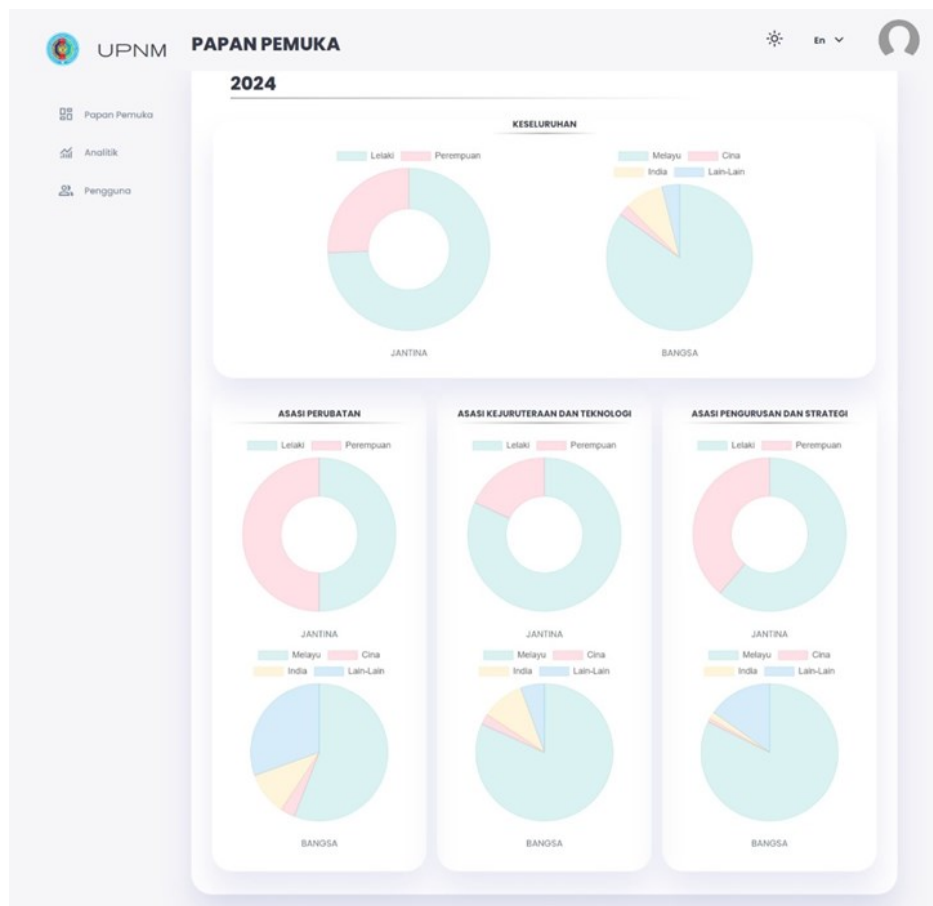 UPNM
PAPAN PEMUKA
En
Papan Pemuka
Analitik
Pengguna
2024
KESELURUHAN
Lelaki Perempuan
JANTINA
Melayu Cina
India Lain-Lain
BANGSA
ASASI PERUBATAN
Lelaki Perempuan
JANTINA
Melayu Cina
India Lain-Lain
BANGSA
ASASI KEJURUTERAAN DAN TEKNOLOGI
Lelaki Perempuan
JANTINA
Melayu Cina
India Lain-Lain
BANGSA
ASASI PENGURUSAN DAN STRATEGI
Lelaki Perempuan
JANTINA
Melayu Cina
India Lain-Lain
BANGSA